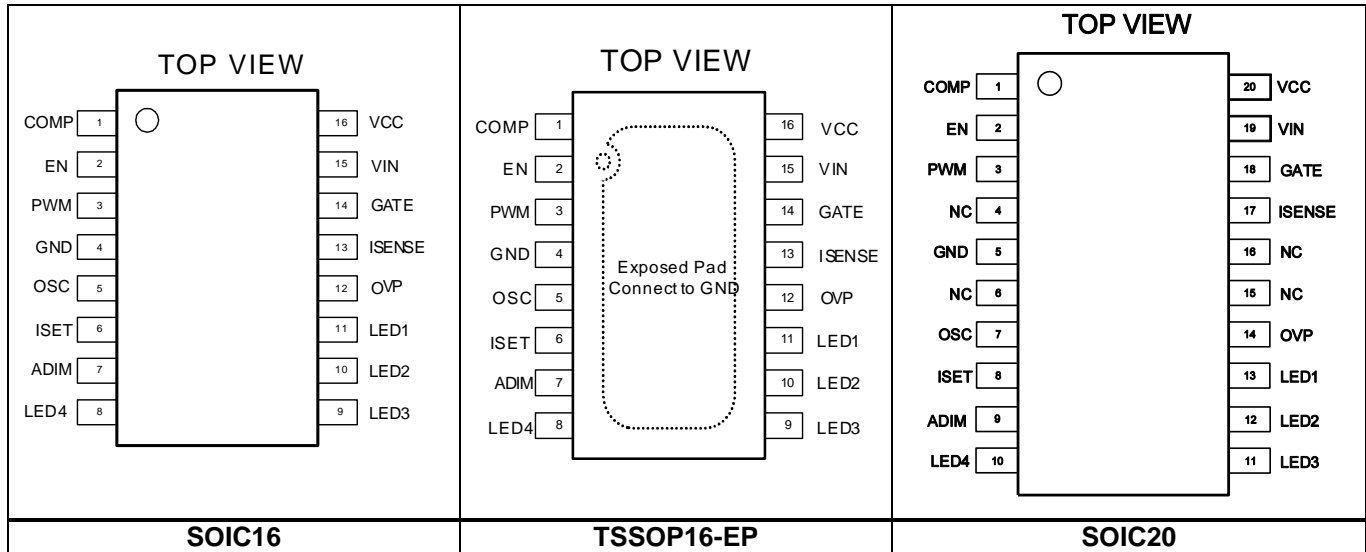 TOP VIEW
COMP 1
EN 2
PWM 3
GND 4
OSC 5
ISET 6
ADIM 7
LED4 8
16 VCC
15 VIN
14 GATE
13 ISENSE
12 OVP
11 LED1
10 LED2
9 LED3
SOIC16
TOP VIEW
COMP 1
EN 2
PWM 3
GND 4
OSC 5
ISET 6
ADIM 7
LED4 8
Exposed Pad
Connect to GND
16 VCC
15 VIN
14 GATE
13 ISENSE
12 OVP
11 LED1
10 LED2
9 LED3
TSSOP16-EP
TOP VIEW
COMP 1
EN 2
PWM 3
NC 4
GND 5
NC 6
OSC 7
ISET 8
ADIM 9
LED4 10
20 VCC
19 VIN
18 GATE
17 ISENSE
16 NC
15 NC
14 OVP
13 LED1
12 LED2
11 LED3
SOIC20